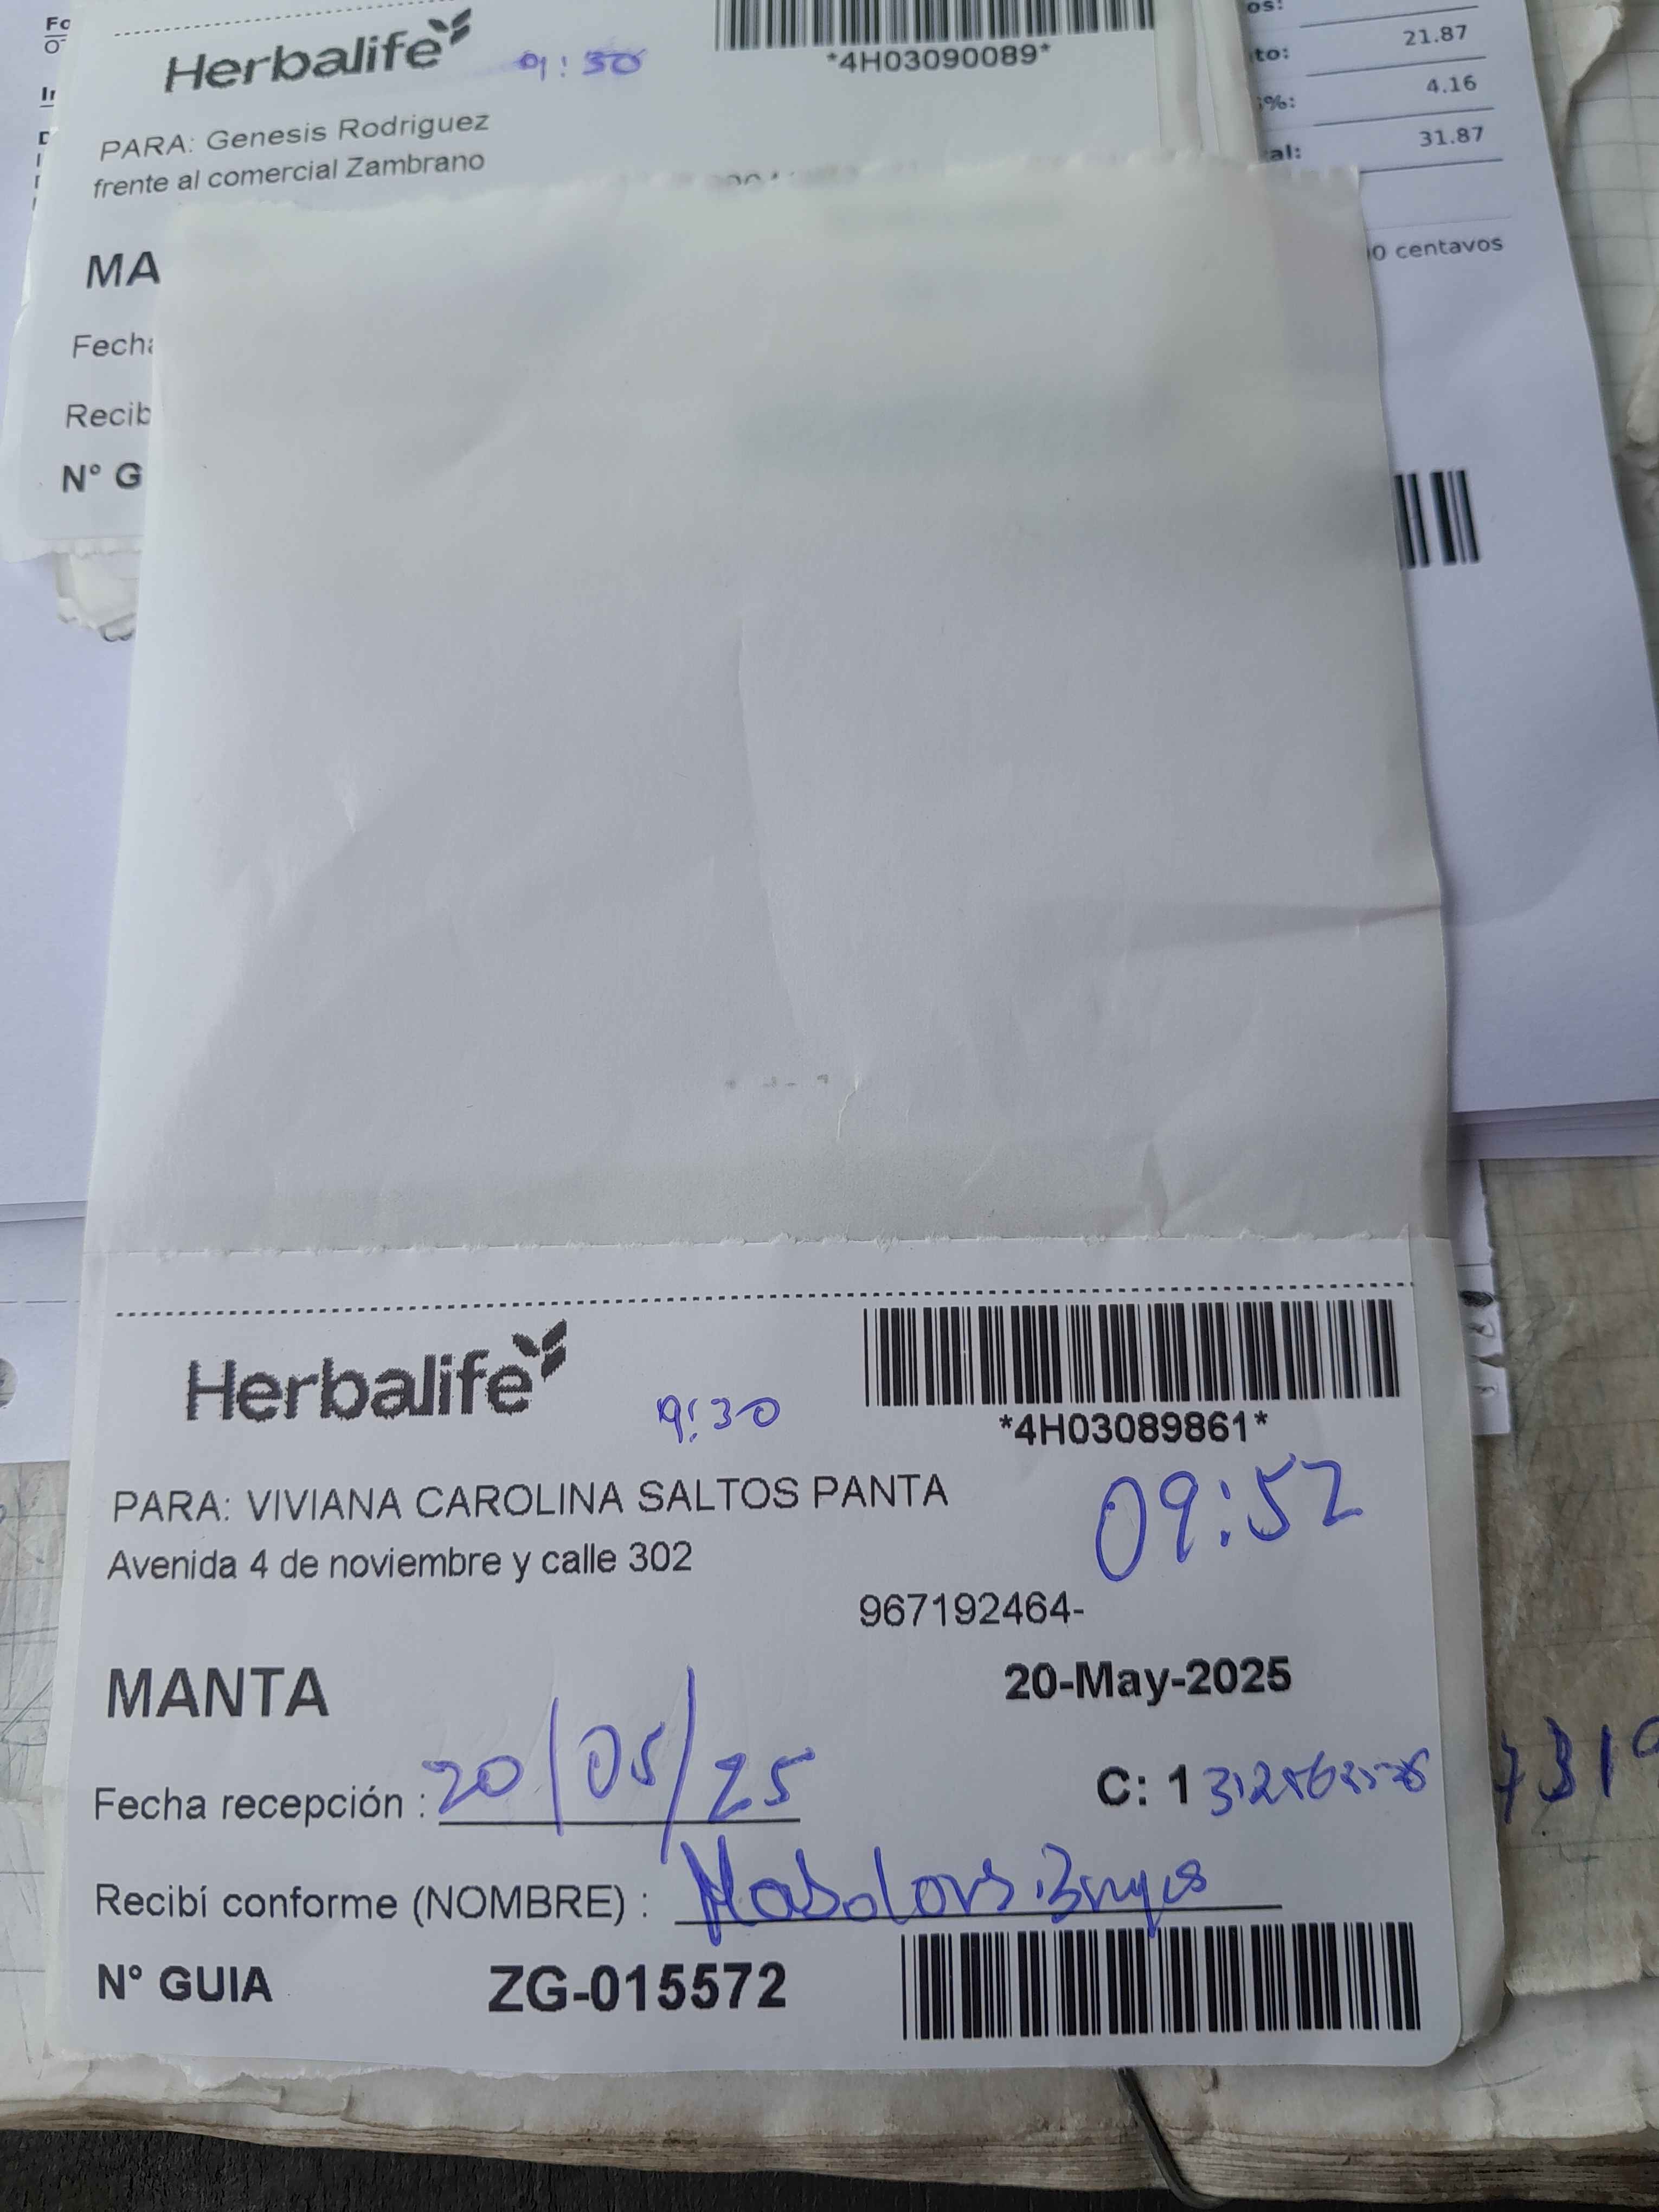 Herbalife
9:30
*4H03090089*
PARA: Genesis Rodriguez
frente al comercial Zambrano
MA
Fecha
Recib
N° G
21.87
4.16
31.87
centavos
Herbalife
9:30
*4H03089861*
PARA: VIVIANA CAROLINA SALTOS PANTA
09:52
Avenida 4 de noviembre y calle 302
967192464-
MANTA
20-May-2025
Fecha recepción : 20/05/25
C: 1
Recibí conforme (NOMBRE) :
N° GUIA ZG-015572